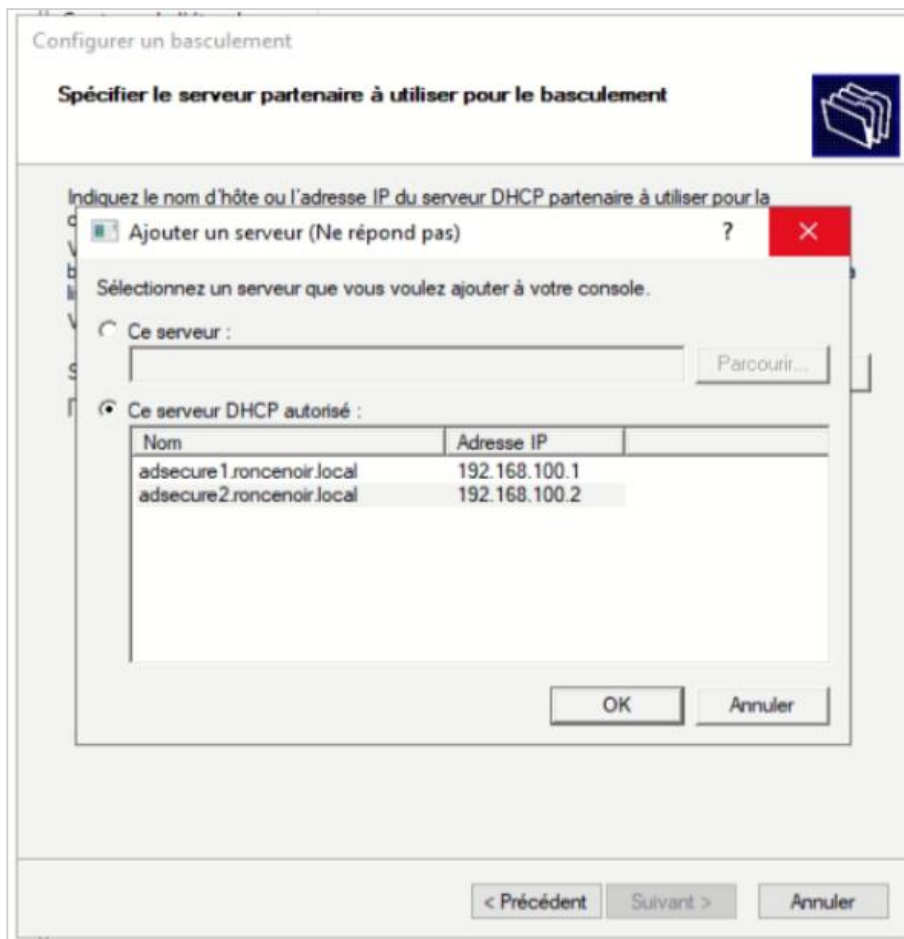 Configurer un basculement
Spécifier le serveur partenaire à utiliser pour le basculement
Indiquez le nom d'hôte ou l'adresse IP du serveur DHCP partenaire à utiliser pour la
Ajouter un serveur (Ne répond pas)
?
Sélectionnez un serveur que vous voulez ajouter à votre console.
Ce serveur :
Parcourir...
Ce serveur DHCP autorisé :
Nom Adresse IP
adsecure1.roncenoir.local 192.168.100.1
adsecure2.roncenoir.local 192.168.100.2
OK Annuler
< Précédent Suivant > Annuler